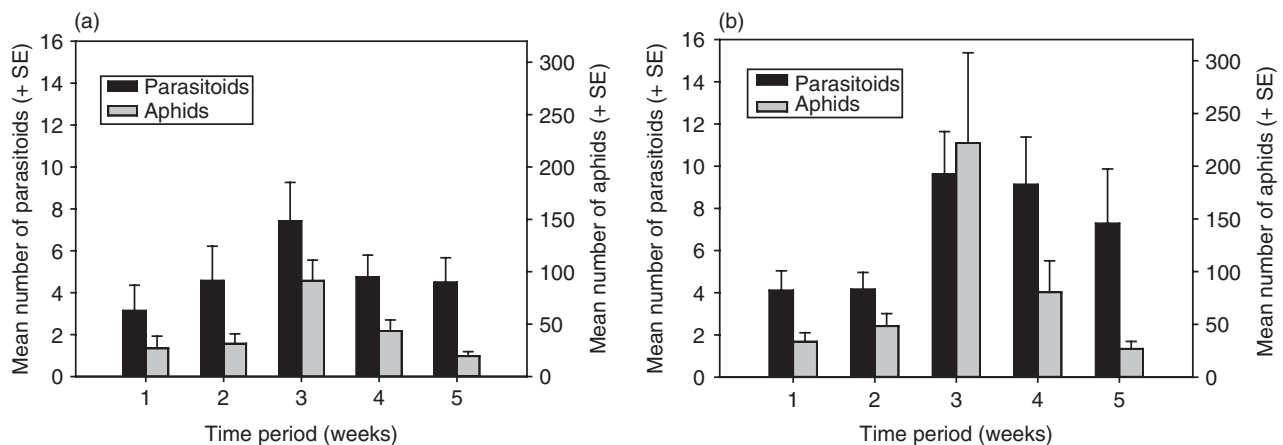 (a)
Mean number of parasitoids (+ SE)
16
14
12
10
8
6
4
2
0
Parasitoids
Aphids
300
250
200
150
100
50
0
Mean number of aphids (+ SE)
1 2 3 4 5
Time period (weeks)
(b)
Mean number of parasitoids (+ SE)
16
14
12
10
8
6
4
2
0
Parasitoids
Aphids
300
250
200
150
100
50
0
Mean number of aphids (+ SE)
1 2 3 4 5
Time period (weeks)